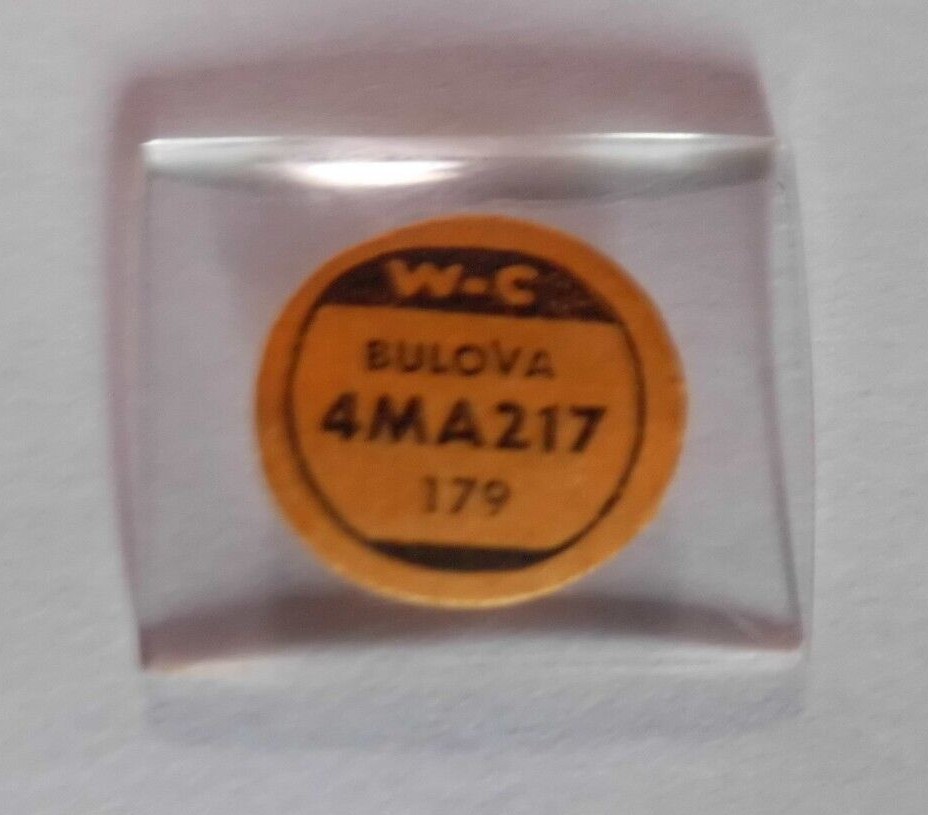 W-C
BULOVA
4MA217
179